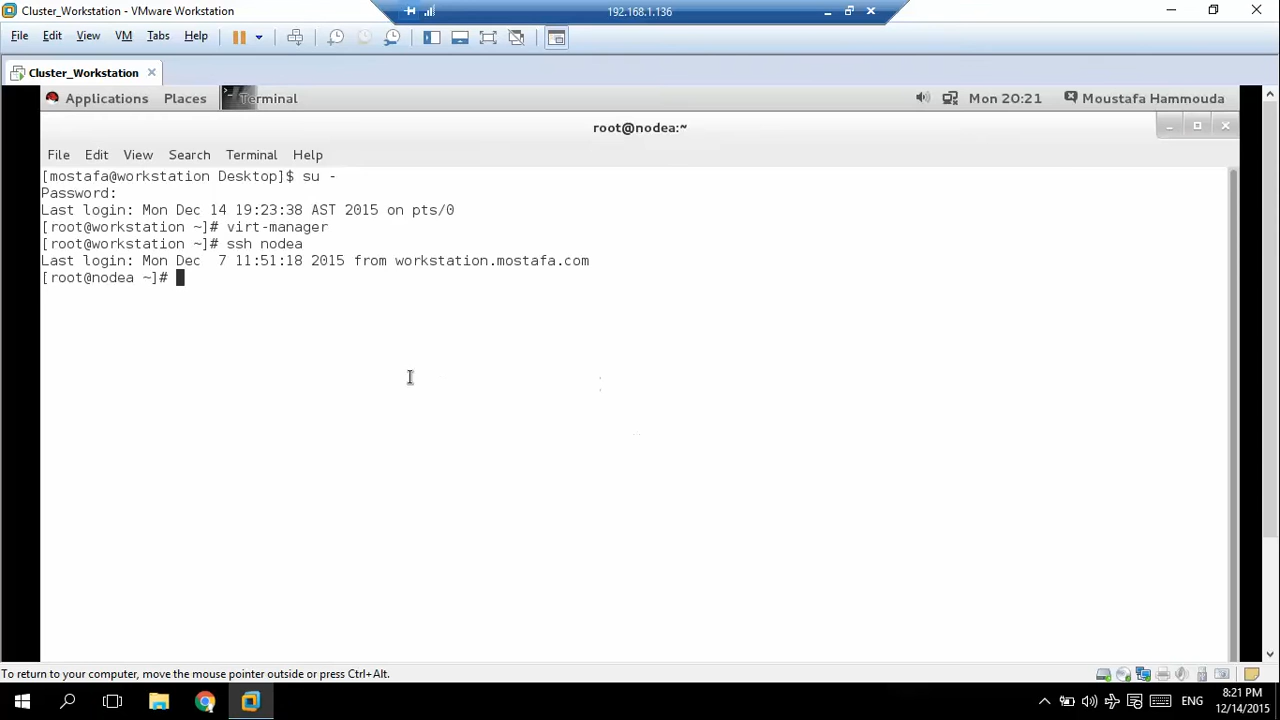 Cluster_Workstation - VMware Workstation
192.168.1.136
File Edit View VM Tabs Help
Cluster_Workstation
Applications Places Terminal Mon 20:21 Moustafa Hammouda
root@nodea:~
File Edit View Search Terminal Help
[mostafa@workstation Desktop]$ su -
Password:
Last login: Mon Dec 14 19:23:38 AST 2015 on pts/0
[root@workstation ~]# virt-manager
[root@workstation ~]# ssh nodea
Last login: Mon Dec  7 11:51:18 2015 from workstation.mostafa.com
[root@nodea ~]#
To return to your computer, move the mouse pointer outside or press Ctrl+Alt.
ENG
8:21 PM
12/14/2015